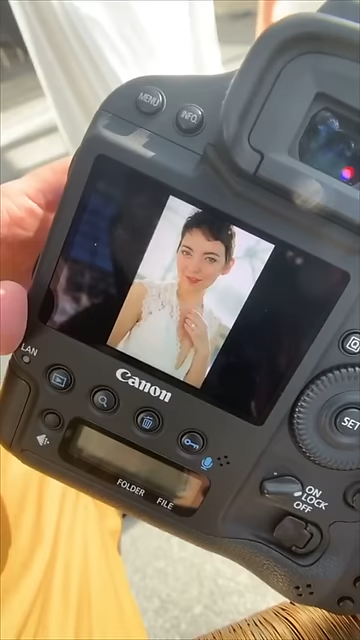 MENU
INFO.
LAN
Canon
FOLDER FILE
SET
ON
LOCK
OFF